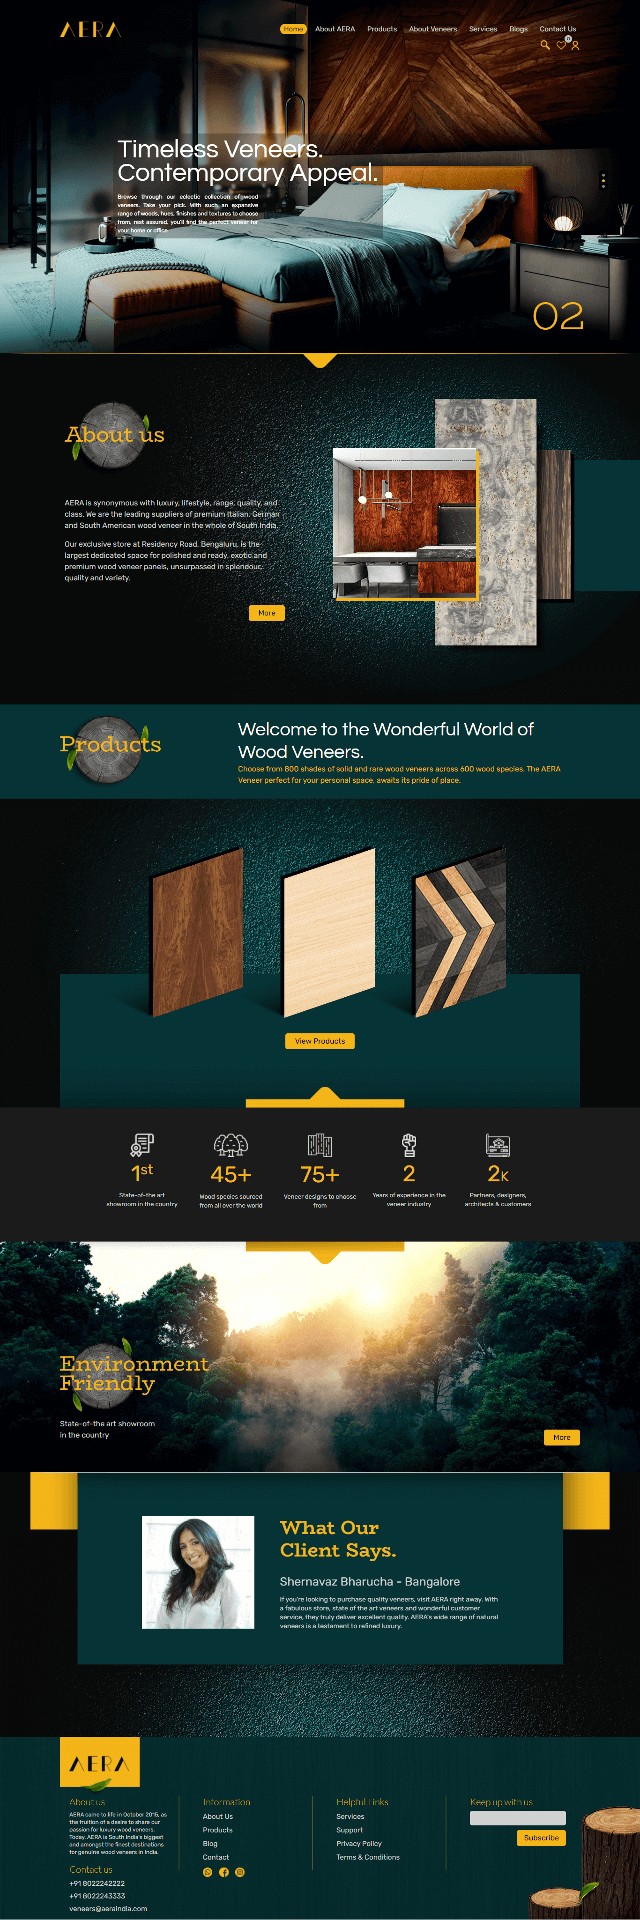 AERA
Home
About AERA
Products
About Veneers
Services
Blogs
Contact Us
0
Timeless Veneers.
Contemporary Appeal.
Browse through our eclectic collection of wood
veneers. Take your pick. With such an expansive
range of woods, hues, finishes and textures to choose
from, rest assured, you'll find the perfect veneer for
your home or office.
02
About us
AERA is synonymous with luxury, lifestyle, range, quality, and
class. We are the leading suppliers of premium Italian, German
and South American wood veneer in the whole of South India.
Our exclusive store at Residency Road, Bengaluru, is the
largest dedicated space for polished and ready, exotic and
premium wood veneer panels, unsurpassed in splendour,
quality and variety.
More
Products
Welcome to the Wonderful World of
Wood Veneers.
Choose from 800 shades of solid and rare wood veneers across 600 wood species. The AERA
Veneer perfect for your personal space, awaits its pride of place.
View Products
1st
State-of-the art
showroom in the country
45+
Wood species sourced
from all over the world
75+
Veneer designs to choose
from
2
Years of experience in the
veneer industry
2K
Partners, designers,
architects & customers
Environment
Friendly
State-of-the art showroom
in the country
More
What Our
Client Says.
Shernavaz Bharucha - Bangalore
If you're looking to purchase quality veneers, visit AERA right away. With
a fabulous store, state of the art veneers and wonderful customer
service, they truly deliver excellent quality. AERA's wide range of natural
veneers is a testament to refined luxury.
AERA
About us
AERA came to life in October 2015, as
the fruition of a desire to share our
passion for luxury wood veneers.
Today, AERA is South India's biggest
and amongst the finest destinations
for genuine wood veneers in India.
Contact us
+91 8022242222
+91 8022243333
veneers@aeraindia.com
Information
About Us
Products
Blog
Contact
Helpful Links
Services
Support
Privacy Policy
Terms & Conditions
Keep up with us
Subscribe